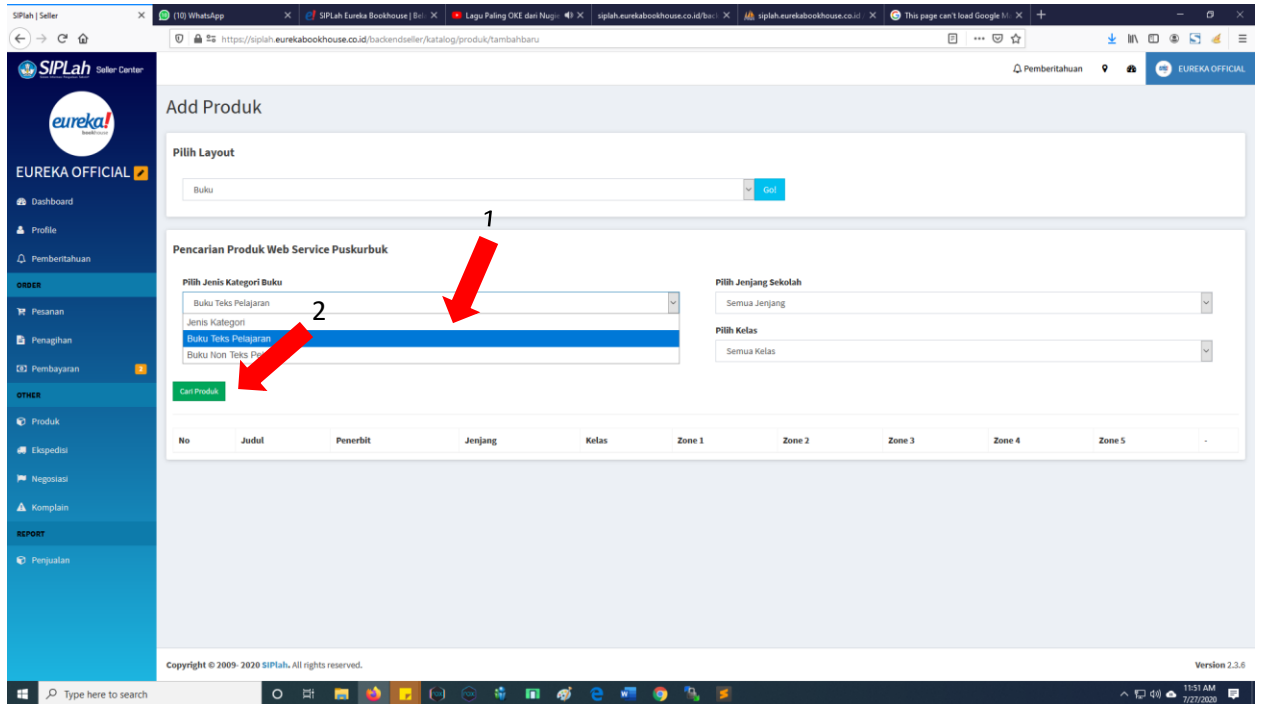 SIPlah | Seller
(10) WhatsApp
SIPLah Eureka Bookhouse | Bel
Lagu Paling OKE dari Nugie
siplah.eurekabookhouse.co.id/bac
siplah.eurekabookhouse.co.id
This page can't load Google M
https://siplah.eurekabookhouse.co.id/backendseller/katalog/produk/tambahbaru
SIPLah Seller Center
Pemberitahuan
EUREKA OFFICIAL
eureka!
bookhouse
EUREKA OFFICIAL
Dashboard
Profile
Pemberitahuan
ORDER
Pesanan
Penagihan
Pembayaran
OTHER
Produk
Ekspedisi
Negosiasi
Komplain
REPORT
Penjualan
Add Produk
Pilih Layout
Buku
Go!
1
Pencarian Produk Web Service Puskurbuk
Pilih Jenis Kategori Buku
Buku Teks Pelajaran
2
Jenis Kategori
Buku Teks Pelajaran
Buku Non Teks
Pilih Jenjang Sekolah
Semua Jenjang
Pilih Kelas
Semua Kelas
Cari Produk
No Judul Penerbit Jenjang Kelas Zone 1 Zone 2 Zone 3 Zone 4 Zone 5 -
Copyright © 2009- 2020 SIPlah. All rights reserved.
Version 2.3.6
Type here to search
11:51 AM
7/27/2020